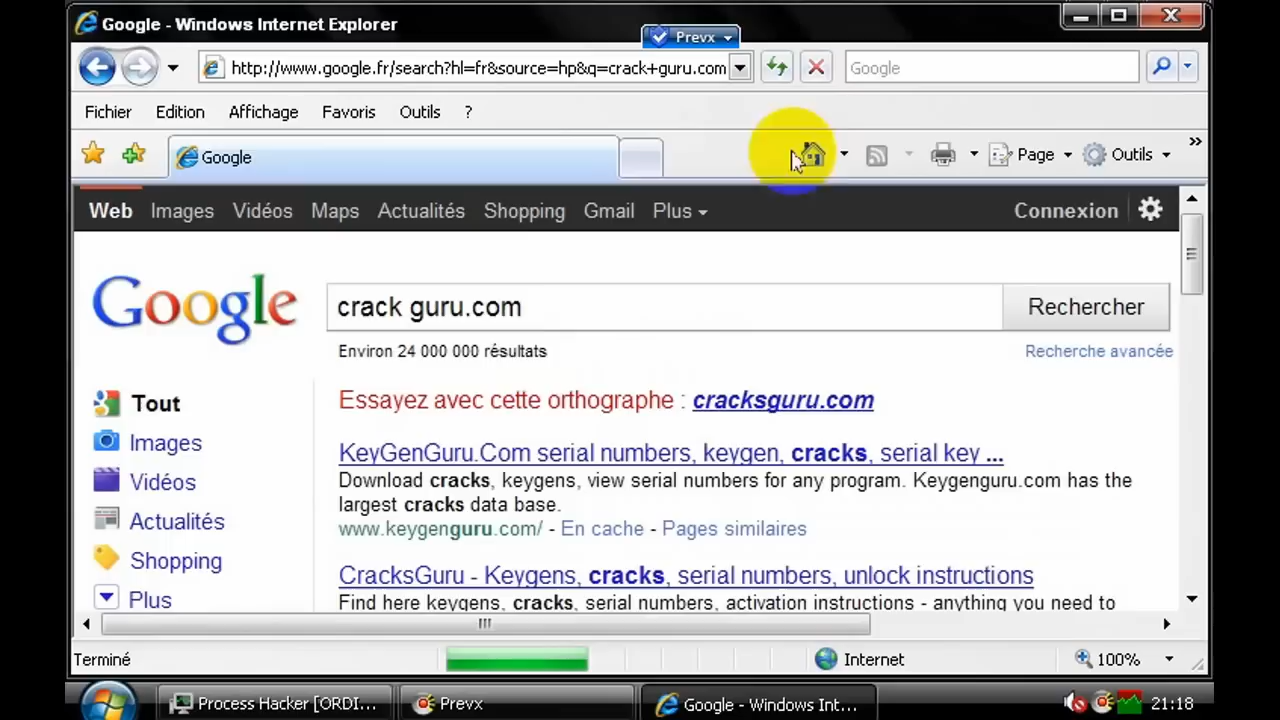 Google - Windows Internet Explorer
Prevx
http://www.google.fr/search?hl=fr&source=hp&q=crack+guru.com
Google
Fichier Edition Affichage Favoris Outils ?
Google
Page Outils »
Web Images Vidéos Maps Actualités Shopping Gmail Plus Connexion
Google
crack guru.com
Rechercher
Environ 24 000 000 résultats
Recherche avancée
Tout
Images
Vidéos
Actualités
Shopping
Plus
Essayez avec cette orthographe : cracksguru.com
KeyGenGuru.Com serial numbers, keygen, cracks, serial key ...
Download cracks, keygens, view serial numbers for any program. Keygenguru.com has the
largest cracks data base.
www.keygenguru.com/ - En cache - Pages similaires
CracksGuru - Keygens, cracks, serial numbers, unlock instructions
Find here keygens, cracks, serial numbers, activation instructions - anything you need to
Terminé
Internet
100%
Process Hacker [ORDI...
Prevx
Google - Windows Int...
21:18